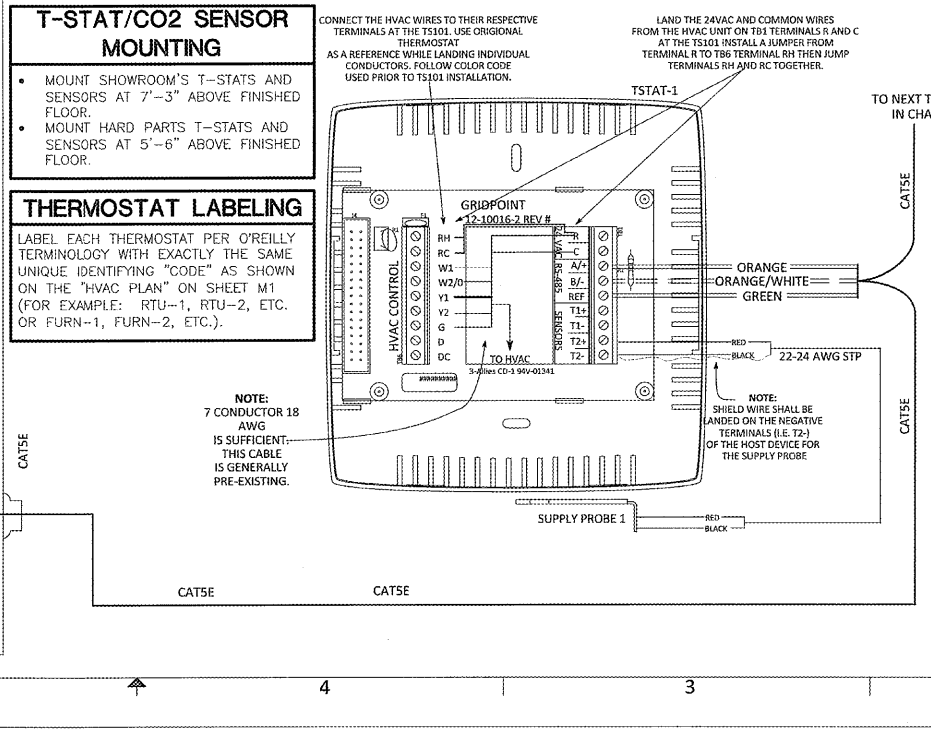 T-STAT/CO2 SENSOR
MOUNTING
• MOUNT SHOWROOM'S T-STATS AND
SENSORS AT 7'-3" ABOVE FINISHED
FLOOR.
• MOUNT HARD PARTS T-STATS AND
SENSORS AT 5'-6" ABOVE FINISHED
FLOOR.
THERMOSTAT LABELING
LABEL EACH THERMOSTAT PER O'REILLY
TERMINOLOGY WITH EXACTLY THE SAME
UNIQUE IDENTIFYING "CODE" AS SHOWN
ON THE "HVAC PLAN" ON SHEET M1
(FOR EXAMPLE: RTU-1, RTU-2, ETC.
OR FURN-1, FURN-2, ETC.).
CONNECT THE HVAC WIRES TO THEIR RESPECTIVE
TERMINALS AT THE TS101. USE ORIGIONAL
THERMOSTAT
AS A REFERENCE WHILE LANDING INDIVIDUAL
CONDUCTORS. FOLLOW COLOR CODE
USED PRIOR TO TS101 INSTALLATION.
LAND THE 24VAC AND COMMON WIRES
FROM THE HVAC UNIT ON TB1 TERMINALS R AND C
AT THE TS101 INSTALL A JUMPER FROM
TERMINAL R TO TB6 TERMINAL RH THEN JUMP
TERMINALS RH AND RC TOGETHER.
TSTAT-1
TO NEXT T
IN CHA
CAT5E
GRIDPOINT
12-10016-2 REV #
HVAC CONTROL
RH
RC
W1
W2/O
Y1
Y2
G
D
DC
24 VAC
RS-485
SENSORS
R
C
A/+
B/-
REF
T1+
T1-
T2+
T2-
TO HVAC
3-Allies CD-1 94V-01341
ORANGE
ORANGE/WHITE
GREEN
RED
BLACK
22-24 AWG STP
NOTE:
7 CONDUCTOR 18
AWG
IS SUFFICIENT.
THIS CABLE
IS GENERALLY
PRE-EXISTING.
NOTE:
SHIELD WIRE SHALL BE
LANDED ON THE NEGATIVE
TERMINALS (I.E. T2-)
OF THE HOST DEVICE FOR
THE SUPPLY PROBE
CAT5E
CAT5E
SUPPLY PROBE 1
RED
BLACK
CAT5E
CAT5E
4
3